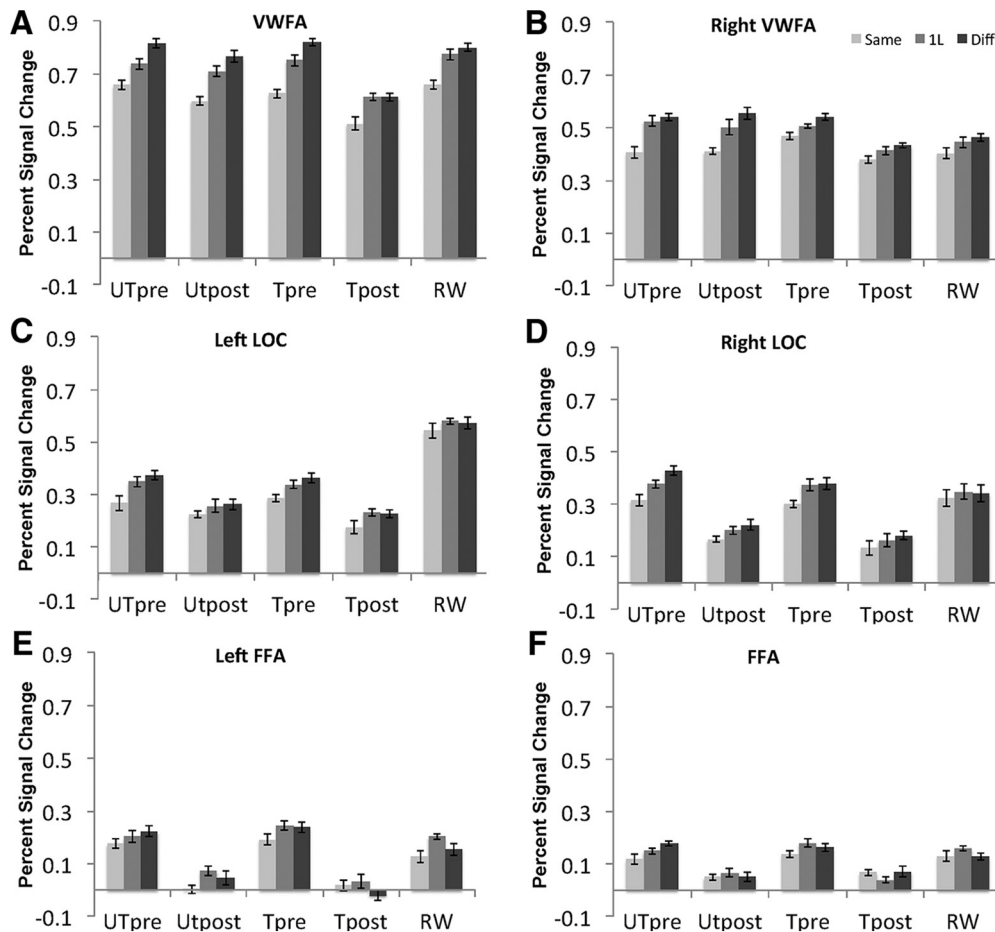 A
VWFA
Percent Signal Change
0.9
0.7
0.5
0.3
0.1
-0.1
UTpre Utpost Tpre Tpost RW
B
Right VWFA
Same 1L Diff
Percent Signal Change
0.9
0.7
0.5
0.3
0.1
-0.1
UTpre Utpost Tpre Tpost RW
C
Left LOC
Percent Signal Change
0.9
0.7
0.5
0.3
0.1
-0.1
UTpre Utpost Tpre Tpost RW
D
Right LOC
Percent Signal Change
0.9
0.7
0.5
0.3
0.1
-0.1
UTpre Utpost Tpre Tpost RW
E
Left FFA
Percent Signal Change
0.9
0.7
0.5
0.3
0.1
-0.1
UTpre Utpost Tpre Tpost RW
F
FFA
Percent Signal Change
0.9
0.7
0.5
0.3
0.1
-0.1
UTpre Utpost Tpre Tpost RW